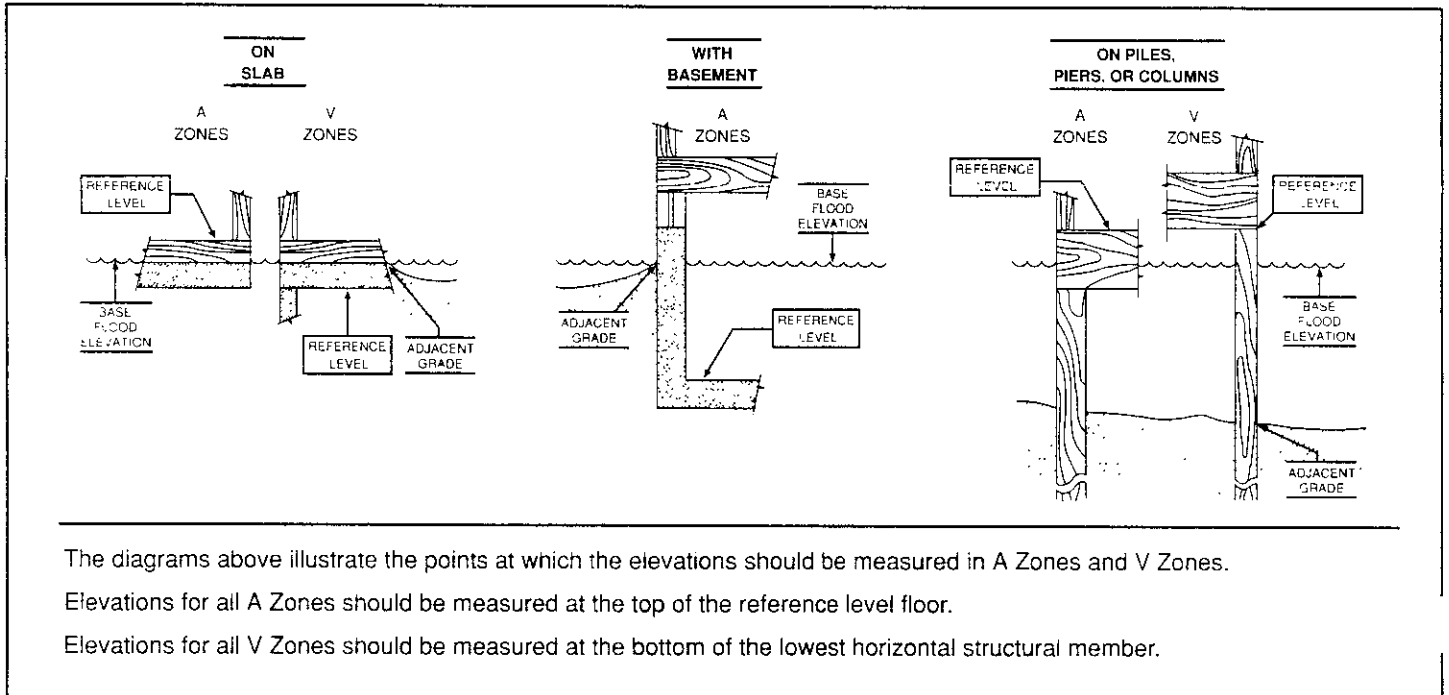 ON
SLAB
A
ZONES
V
ZONES
REFERENCE
LEVEL
BASE
FLOOD
ELEVATION
REFERENCE
LEVEL
ADJACENT
GRADE
WITH
BASEMENT
A
ZONES
BASE
FLOOD
ELEVATION
ADJACENT
GRADE
REFERENCE
LEVEL
ON PILES,
PIERS, OR COLUMNS
A
ZONES
V
ZONES
REFERENCE
LEVEL
REFERENCE
LEVEL
BASE
FLOOD
ELEVATION
ADJACENT
GRADE
The diagrams above illustrate the points at which the elevations should be measured in A Zones and V Zones.
Elevations for all A Zones should be measured at the top of the reference level floor.
Elevations for all V Zones should be measured at the bottom of the lowest horizontal structural member.